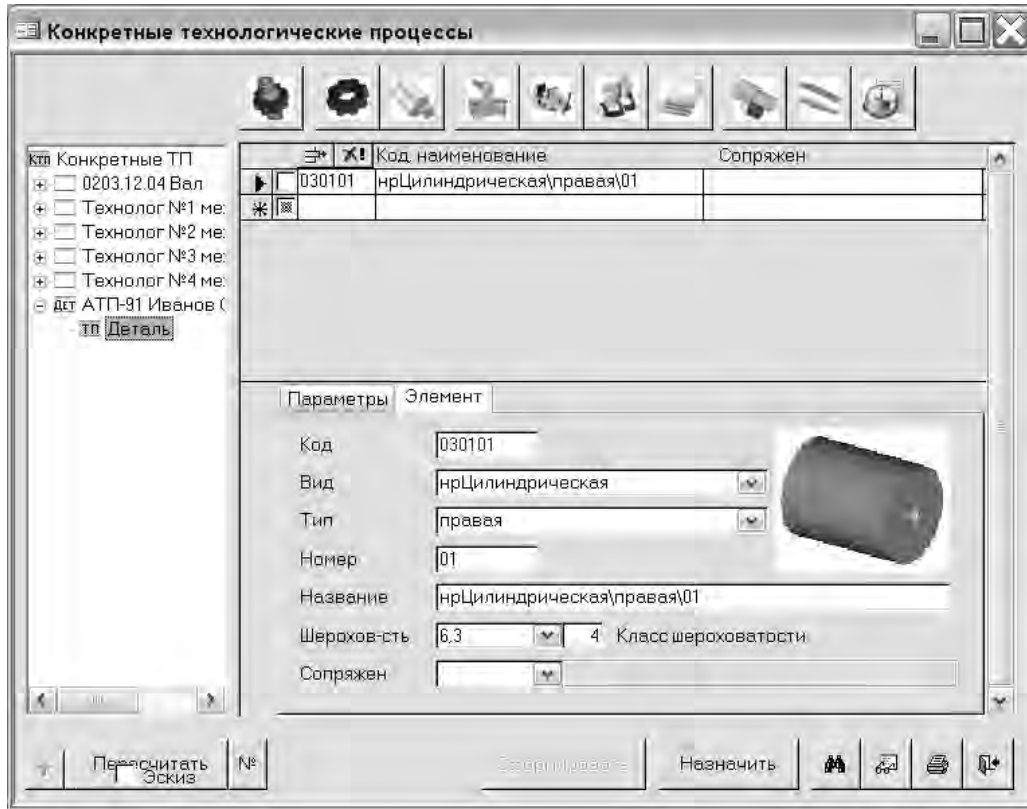 Конкретные технологические процессы
Ктп Конкретные ТП
0203.12.04 Вал
Технолог №1 ме
Технолог №2 ме
Технолог №3 ме
Технолог №4 ме
Дет АТП-91 Иванов С
тп Деталь
Код, наименование Сопряжен
030101 нрЦилиндрическая\правая\01
Параметры Элемент
Код 030101
Вид нрЦилиндрическая
Тип правая
Номер 01
Название нрЦилиндрическая\правая\01
Шерохов-сть 6,3 4 Класс шероховатости
Сопряжен
Пересчитать № Назначить
Эскиз